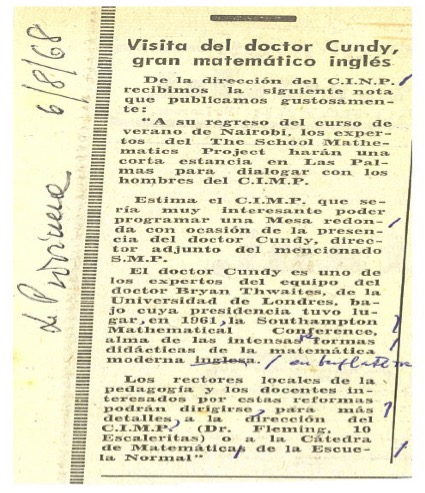 6/8/68
La Provincia
Visita del doctor Cundy,
gran matemático inglés
De la dirección del C.I.N.P.
recibimos la siguiente nota
que publicamos gustosamen-
te:
"A su regreso del curso de
verano de Nairobi, los exper-
tos del The School Mathe-
matics Project harán una
corta estancia en Las Pal-
mas para dialogar con los
hombres del C.I.M.P.
Estima el C.I.M.P. que se-
ría muy interesante poder
programar una Mesa redon-
da con ocasión de la presen-
cia del doctor Cundy, direc-
tor adjunto del mencionado
S.M.P.
El doctor Cundy es uno de
los expertos del equipo del
doctor Bryan Thwaites, de la
Universidad de Londres, ba-
jo cuya presidencia tuvo lu-
gar, en 1961, la Southampton
Mathematical Conference,
alma de las intensas formas
didácticas de la matemática
moderna inglesa. / en Inglaterra
Los rectores locales de la
pedagogía y los docentes in-
teresados por estas reformas
podrán dirigirse, para más
detalles, a la dirección del
C.I.M.P. (Dr. Fleming, 10
Escaleritas) o a la Cátedra
de Matemáticas de la Escue-
la Normal"